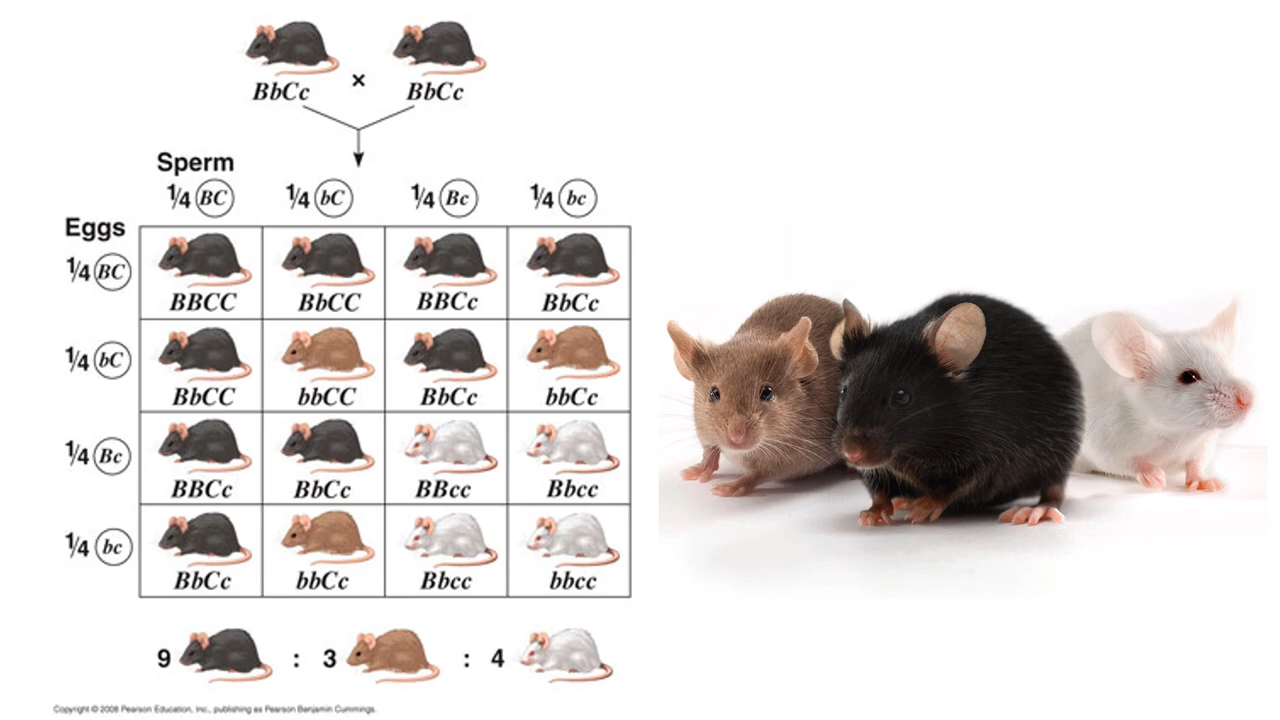 BbCc × BbCc
Sperm
1/4 BC 1/4 bC 1/4 Bc 1/4 bc
Eggs
1/4 BC
BBCC BbCC BBCc BbCc
1/4 bC
BbCC bbCC BbCc bbCc
1/4 Bc
BBCc BbCc BBcc Bbcc
1/4 bc
BbCc bbCc Bbcc bbcc
9 : 3 : 4
Copyright © 2008 Pearson Education, Inc., publishing as Pearson Benjamin Cummings.